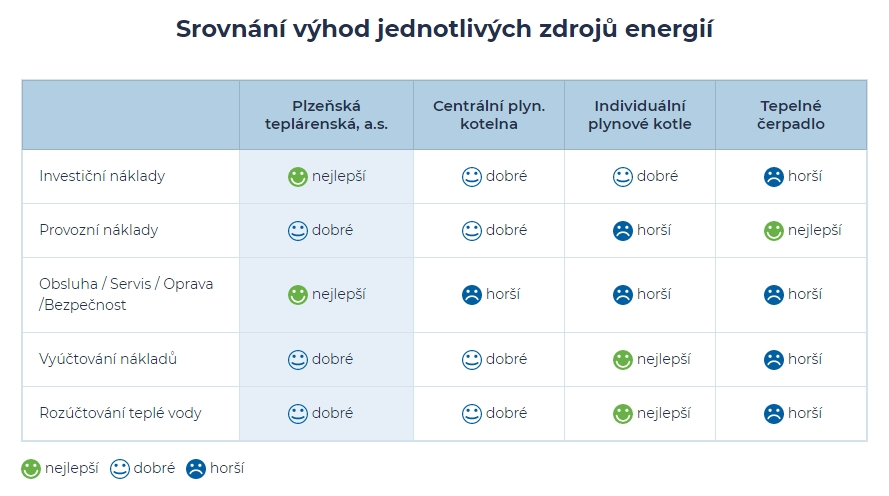 Srovnání výhod jednotlivých zdrojů energií
Plzeňská
teplárenská, a.s.
Centrální plyn.
kotelna
Individuální
plynové kotle
Tepelné
čerpadlo
Investiční náklady nejlepší dobré dobré horší
Provozní náklady dobré dobré horší nejlepší
Obsluha / Servis / Oprava
/Bezpečnost
nejlepší horší horší horší
Vyúčtování nákladů dobré dobré nejlepší horší
Rozúčtování teplé vody dobré dobré nejlepší horší
nejlepší dobré horší